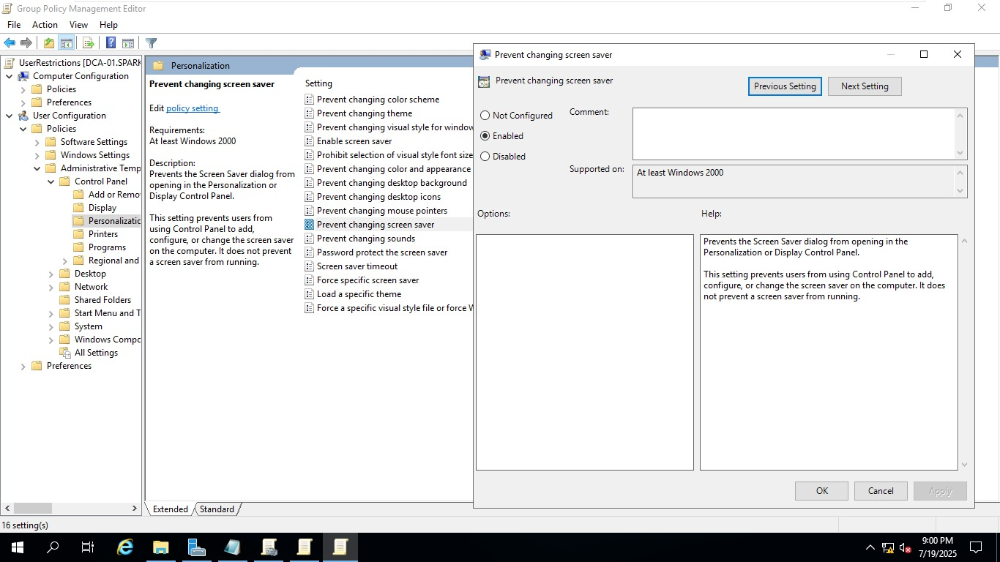 Group Policy Management Editor
File Action View Help
UserRestrictions [DCA-01.SPARK
Computer Configuration
Policies
Preferences
User Configuration
Policies
Software Settings
Windows Settings
Administrative Temp
Control Panel
Add or Remo
Display
Personalizatio
Printers
Programs
Regional and
Desktop
Network
Shared Folders
Start Menu and T
System
Windows Compo
All Settings
Preferences
Personalization
Prevent changing screen saver
Edit policy setting
Requirements:
At least Windows 2000
Description:
Prevents the Screen Saver dialog from
opening in the Personalization or
Display Control Panel.
This setting prevents users from
using Control Panel to add,
configure, or change the screen saver
on the computer. It does not prevent
a screen saver from running.
Setting
Prevent changing color scheme
Prevent changing theme
Prevent changing visual style for window
Enable screen saver
Prohibit selection of visual style font size
Prevent changing color and appearance
Prevent changing desktop background
Prevent changing desktop icons
Prevent changing mouse pointers
Prevent changing screen saver
Prevent changing sounds
Password protect the screen saver
Screen saver timeout
Force specific screen saver
Load a specific theme
Force a specific visual style file or force W
Extended Standard
Prevent changing screen saver
Prevent changing screen saver
Previous Setting Next Setting
Not Configured
Enabled
Disabled
Comment:
Supported on:
At least Windows 2000
Options:
Help:
Prevents the Screen Saver dialog from opening in the
Personalization or Display Control Panel.
This setting prevents users from using Control Panel to add,
configure, or change the screen saver on the computer. It does
not prevent a screen saver from running.
OK Cancel Apply
16 setting(s)
9:00 PM
7/19/2025